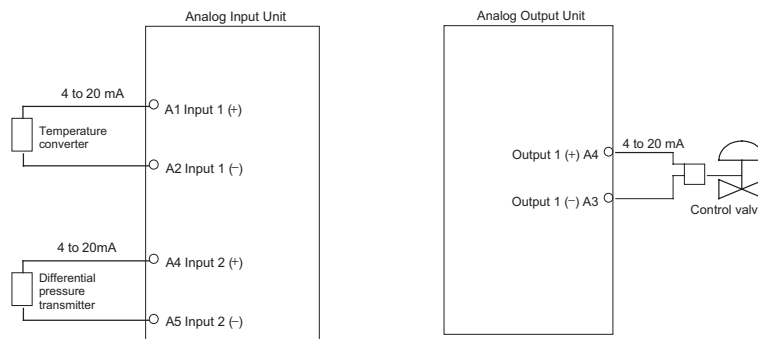 Analog Input Unit
4 to 20 mA
A1 Input 1 (+)
Temperature
converter
A2 Input 1 (−)
4 to 20mA
A4 Input 2 (+)
Differential
pressure
transmitter
A5 Input 2 (−)
Analog Output Unit
Output 1 (+) A4
4 to 20 mA
Output 1 (−) A3
Control valv